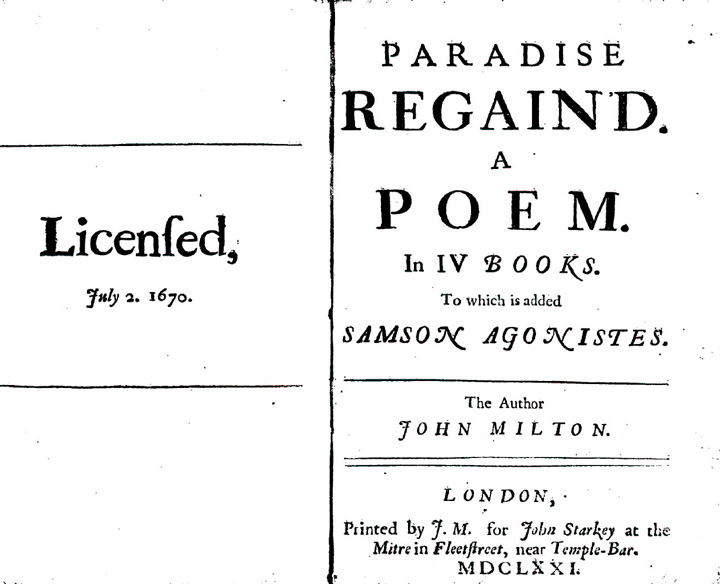 Licenſed,
July 2. 1670.
PARADISE
REGAIN'D.
A
POEM.
In IV BOOKS.
To which is added
SAMSON AGONISTES.
The Author
JOHN MILTON.
LONDON,
Printed by J. M. for John Starkey at the
Mitre in Fleetſtreet, near Temple-Bar.
MDCLXXI.